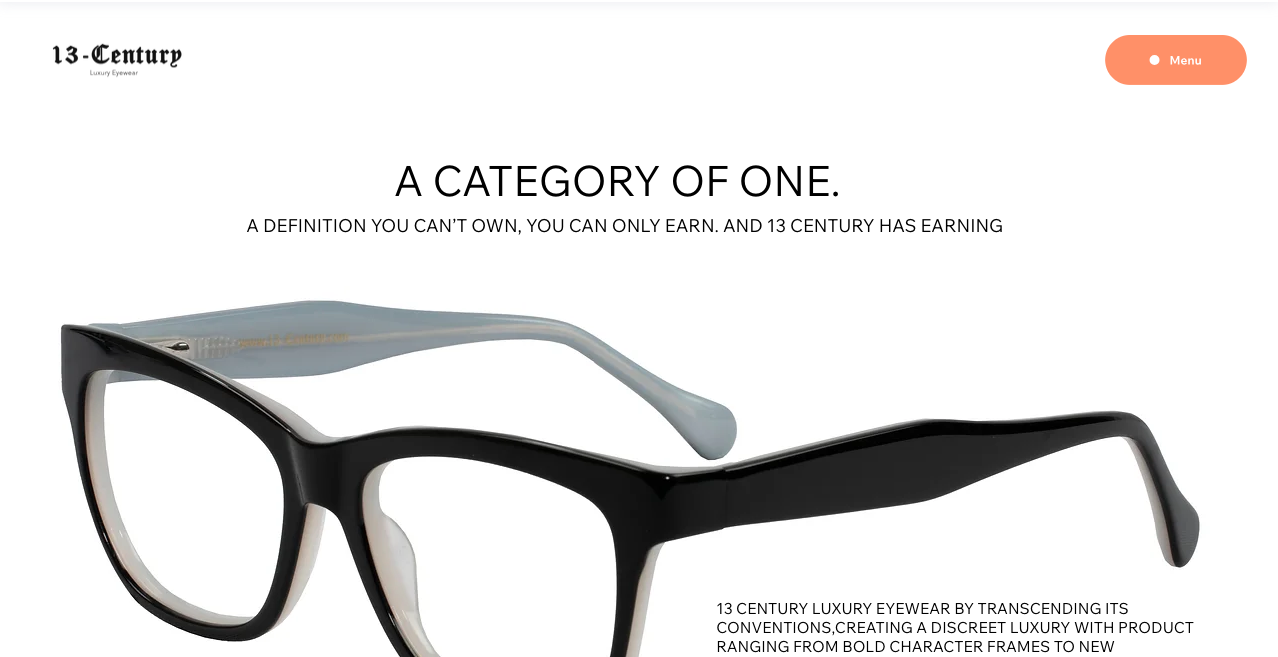 13-Century
Luxury Eyewear
Menu
A CATEGORY OF ONE.
A DEFINITION YOU CAN’T OWN, YOU CAN ONLY EARN. AND 13 CENTURY HAS EARNING
13 CENTURY LUXURY EYEWEAR BY TRANSCENDING ITS
CONVENTIONS,CREATING A DISCREET LUXURY WITH PRODUCT
RANGING FROM BOLD CHARACTER FRAMES TO NEW